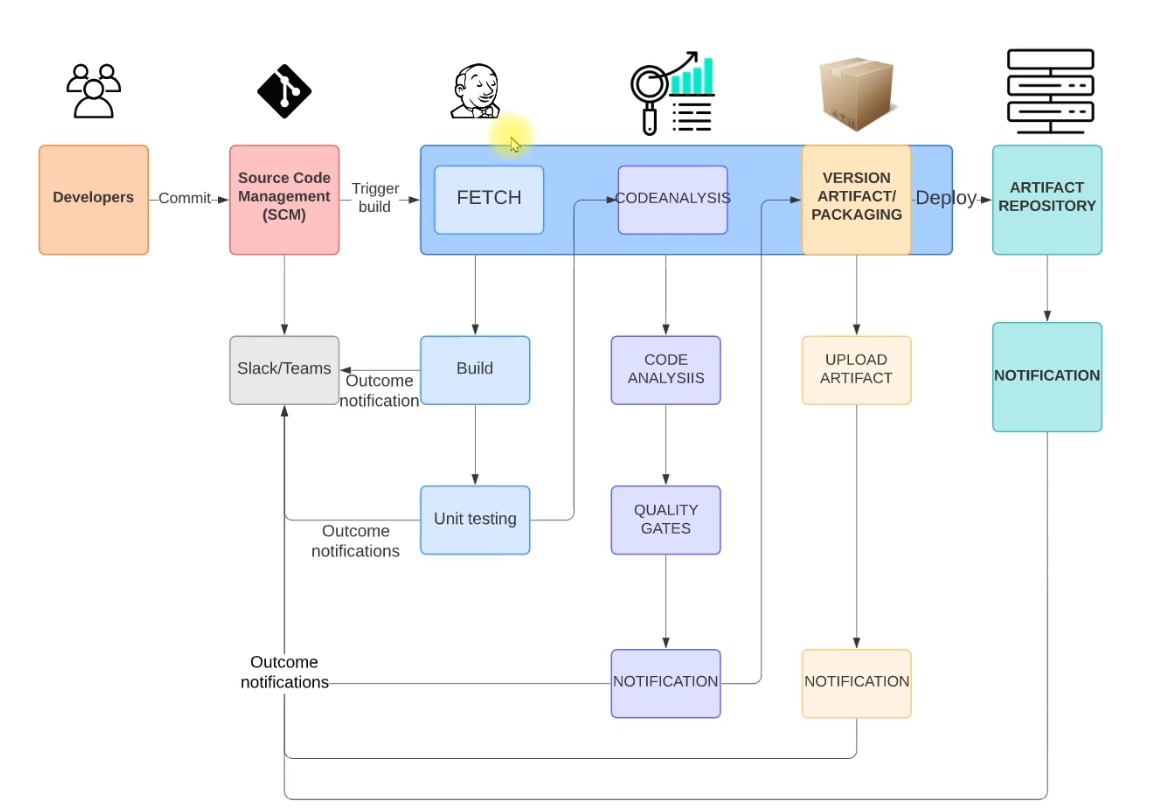 Developers
Commit
Source Code
Management
(SCM)
Trigger
build
FETCH
CODEANALYSIS
VERSION
ARTIFACT/
PACKAGING
Deploy
ARTIFACT
REPOSITORY
Slack/Teams
Outcome
notification
Build
CODE
ANALYSIIS
UPLOAD
ARTIFACT
NOTIFICATION
Outcome
notifications
Unit testing
QUALITY
GATES
Outcome
notifications
NOTIFICATION
NOTIFICATION